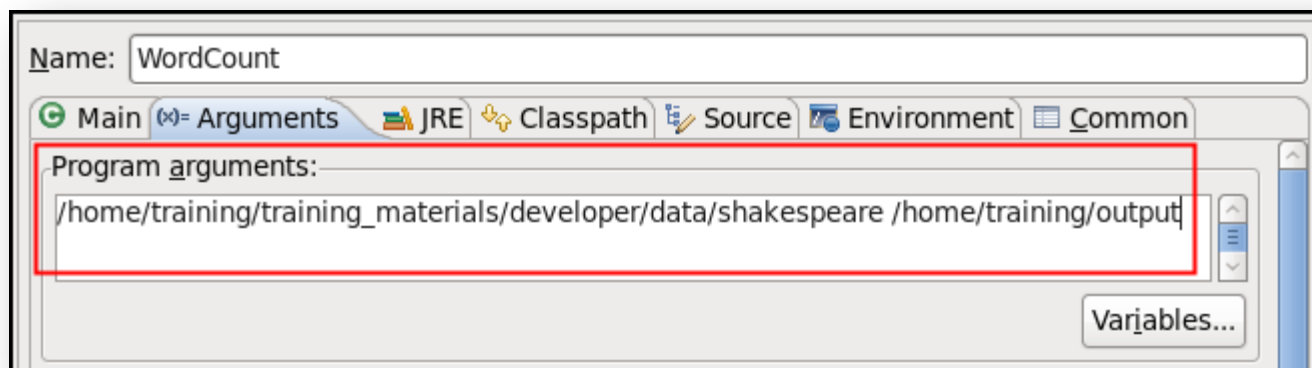 Name: WordCount
Main (x)= Arguments JRE Classpath Source Environment Common
Program arguments:
/home/training/training_materials/developer/data/shakespeare /home/training/output
Variables...